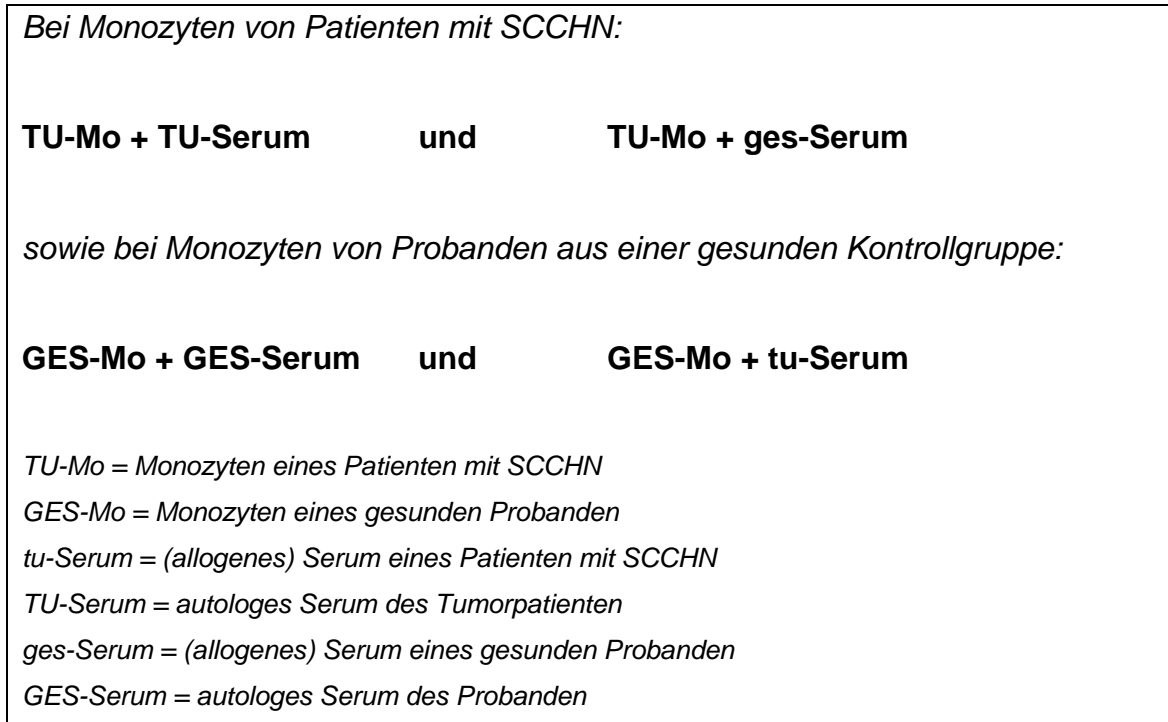 Bei Monozyten von Patienten mit SCCHN:
TU-Mo + TU-Serum und TU-Mo + ges-Serum
sowie bei Monozyten von Probanden aus einer gesunden Kontrollgruppe:
GES-Mo + GES-Serum und GES-Mo + tu-Serum
TU-Mo = Monozyten eines Patienten mit SCCHN
GES-Mo = Monozyten eines gesunden Probanden
tu-Serum = (allogenes) Serum eines Patienten mit SCCHN
TU-Serum = autologes Serum des Tumorpatienten
ges-Serum = (allogenes) Serum eines gesunden Probanden
GES-Serum = autologes Serum des Probanden